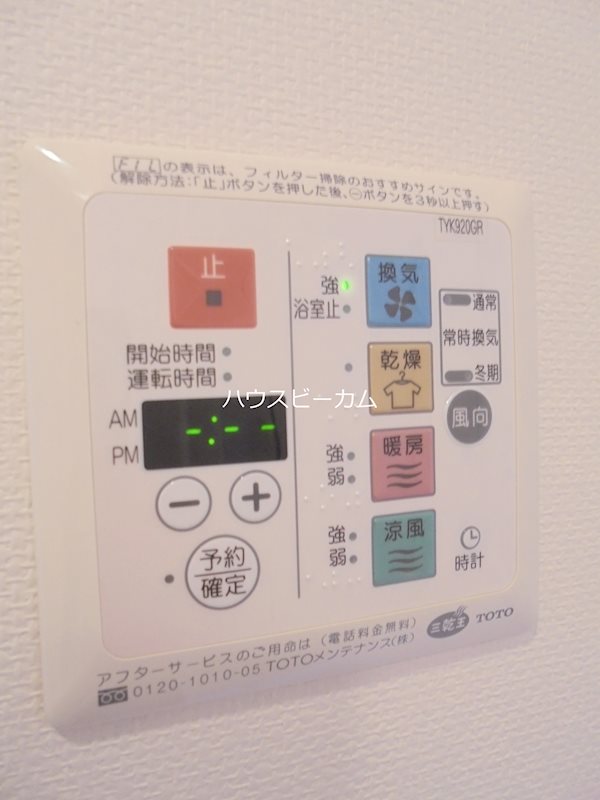 FILの表示は、フィルター掃除のおすすめサインです。
(解除方法:「止」ボタンを押した後、⊖ボタンを3秒以上押す)
TYK920GR
止
開始時間
運転時間
AM
PM
-:--
−
+
予約
確定
強
浴室止
換気
通常
常時換気
冬期
乾燥
風向
強
弱
暖房
強
弱
涼風
時計
ハウスビーカム
三乾王 TOTO
アフターサービスのご用命は(電話料金無料)
0120-1010-05 TOTOメンテナンス(株)